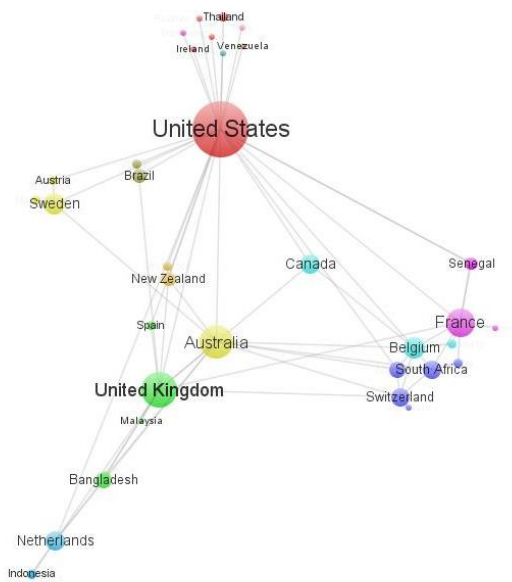 Thailand
Ireland
Venezuela
United States
Brazil
Austria
Sweden
New Zealand
Canada
Senegal
Spain
Australia
France
Belgium
South Africa
United Kingdom
Switzerland
Malaysia
Bangladesh
Netherlands
Indonesia